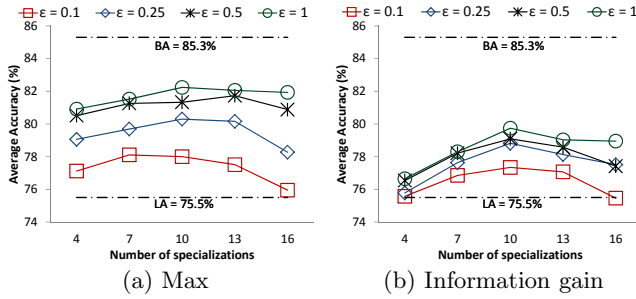 ε = 0.1 ε = 0.25 ε = 0.5 ε = 1
86
84
82
80
78
76
74
Average Accuracy (%)
BA = 85.3%
LA = 75.5%
4 7 10 13 16
Number of specializations
(a) Max
ε = 0.1 ε = 0.25 ε = 0.5 ε = 1
86
84
82
80
78
76
74
Average Accuracy (%)
BA = 85.3%
LA = 75.5%
4 7 10 13 16
Number of specializations
(b) Information gain